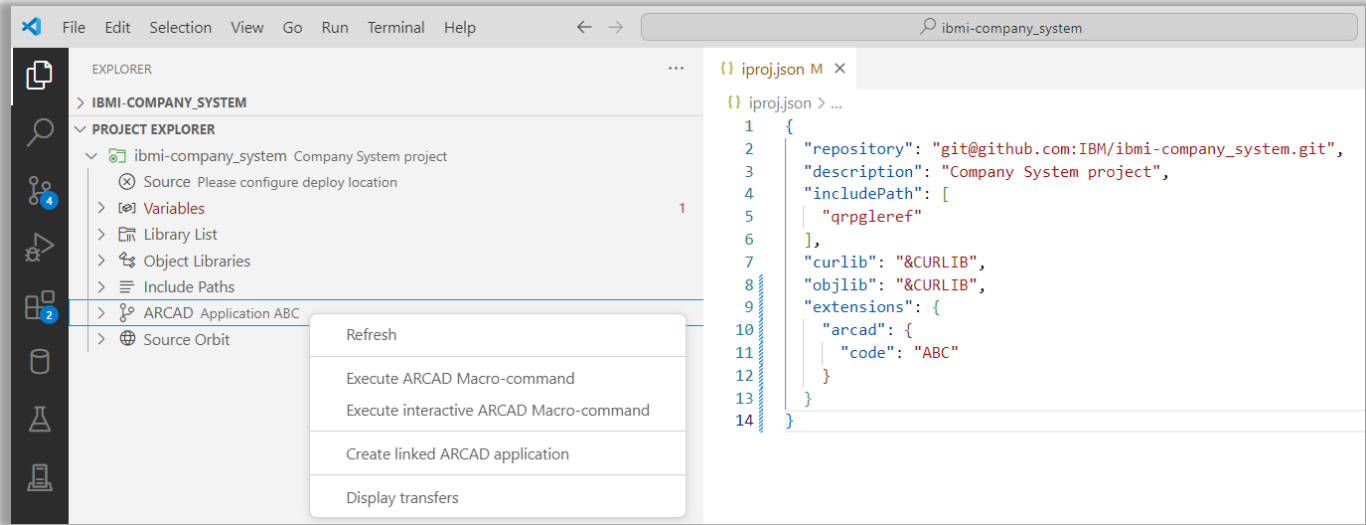 File Edit Selection View Go Run Terminal Help ← → ibmi-company_system
EXPLORER ...
> IBMI-COMPANY_SYSTEM
PROJECT EXPLORER
ibmi-company_system Company System project
Source Please configure deploy location
Variables 1
Library List
Object Libraries
Include Paths
ARCAD Application ABC
Source Orbit
4
2
Refresh
Execute ARCAD Macro-command
Execute interactive ARCAD Macro-command
Create linked ARCAD application
Display transfers
{} iproj.json M ×
{} iproj.json > ...
1 {
2 "repository": "git@github.com:IBM/ibmi-company_system.git",
3 "description": "Company System project",
4 "includePath": [
5 "qrpgleref"
6 ],
7 "curlib": "&CURLIB",
8 "objlib": "&CURLIB",
9 "extensions": {
10 "arcad": {
11 "code": "ABC"
12 }
13 }
14 }